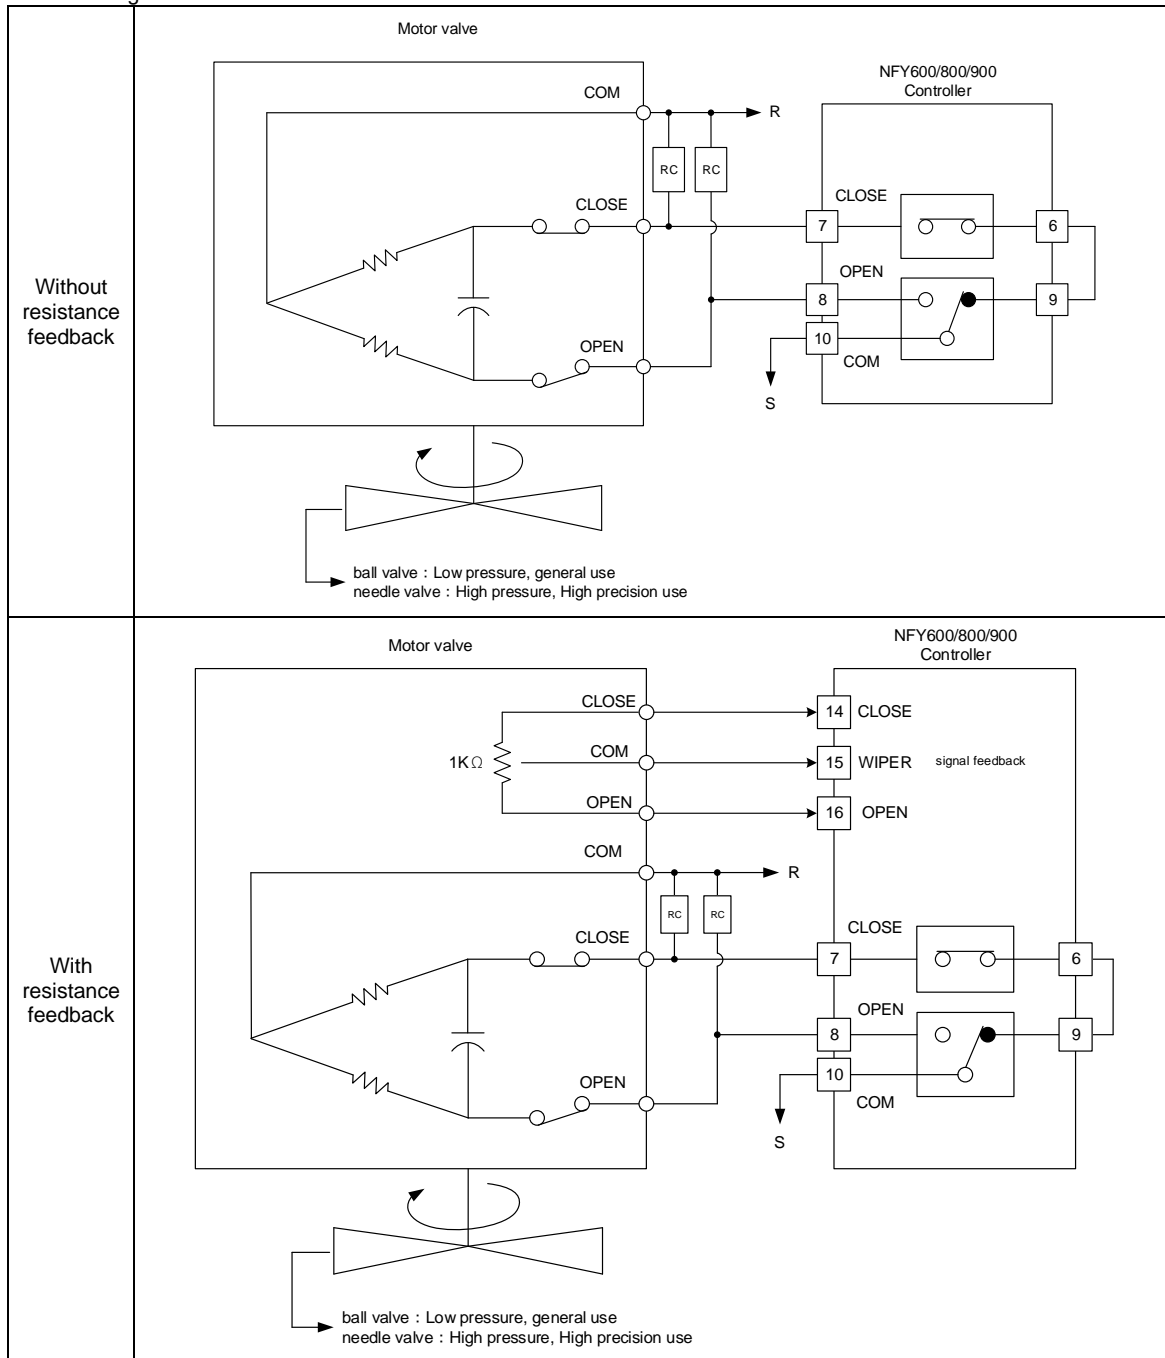 Without
resistance
feedback
Motor valve
NFY600/800/900
Controller
COM
R
RC
RC
CLOSE
CLOSE
7
6
OPEN
8
9
10
COM
S
OPEN
ball valve : Low pressure, general use
needle valve : High pressure, High precision use
With
resistance
feedback
Motor valve
NFY600/800/900
Controller
CLOSE
14
CLOSE
1KΩ
COM
15
WIPER
signal feedback
OPEN
16
OPEN
COM
R
RC
RC
CLOSE
CLOSE
7
6
OPEN
8
9
10
COM
S
OPEN
ball valve : Low pressure, general use
needle valve : High pressure, High precision use